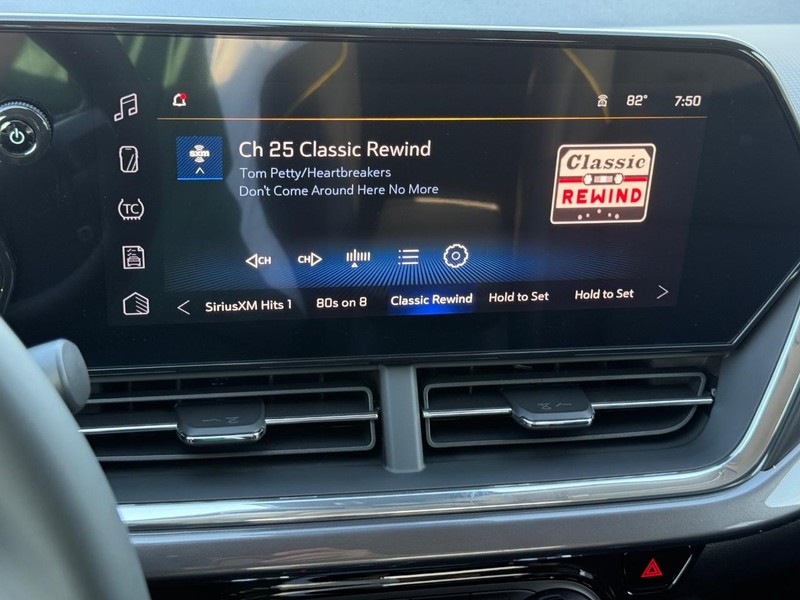 82° 7:50
sxm
Ch 25 Classic Rewind
Tom Petty/Heartbreakers
Don't Come Around Here No More
Classic
REWIND
TC
CH CH
SiriusXM Hits 1 80s on 8 Classic Rewind Hold to Set Hold to Set